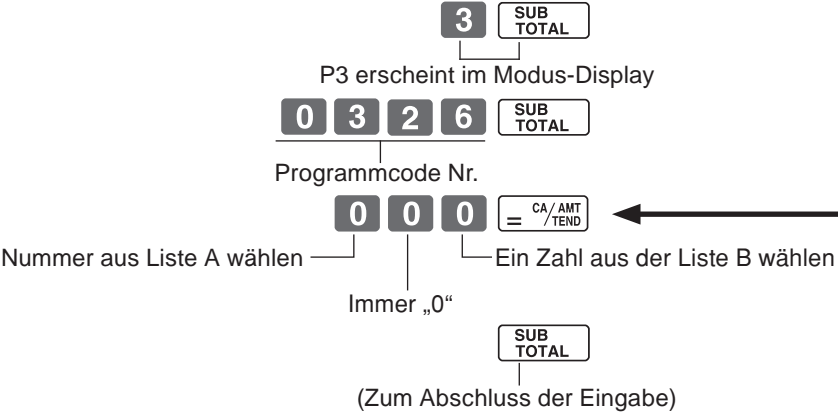 3 SUB TOTAL
P3 erscheint im Modus-Display
0 3 2 6 SUB TOTAL
Programmcode Nr.
0 0 0 = CA/AMT TEND
Nummer aus Liste A wählen
Ein Zahl aus der Liste B wählen
Immer „0“
SUB TOTAL
(Zum Abschluss der Eingabe)